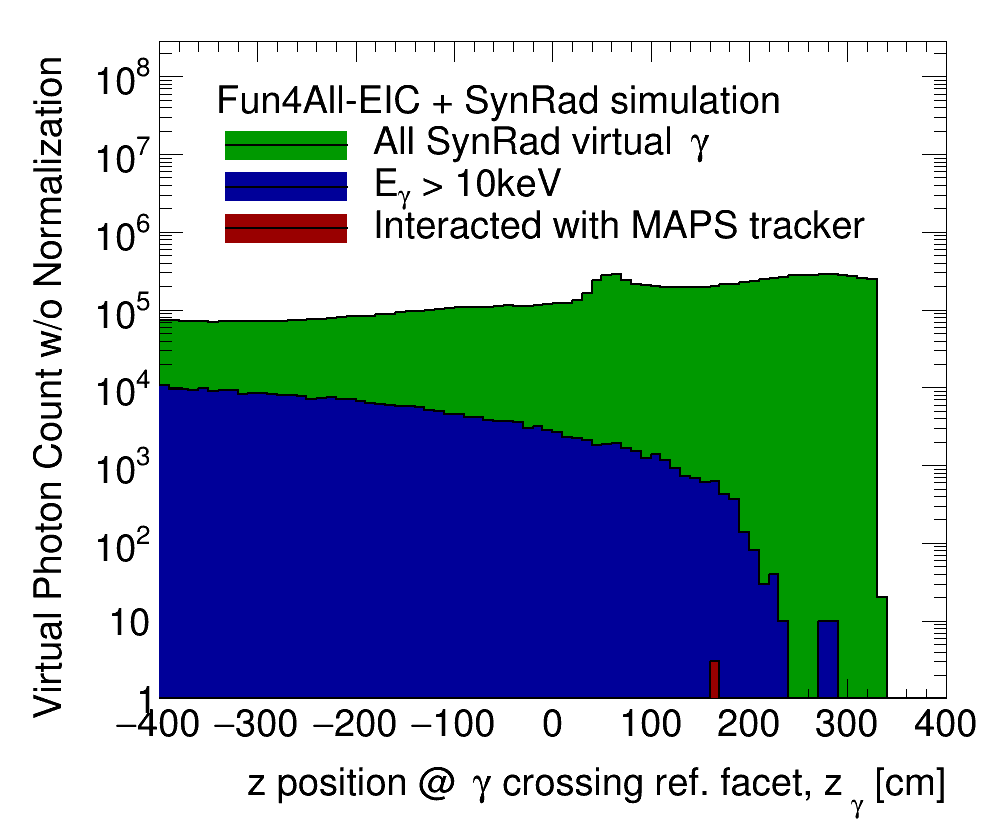 Fun4All-EIC + SynRad simulation
All SynRad virtual γ
Eγ > 10keV
Interacted with MAPS tracker
Virtual Photon Count w/o Normalization
10^8
10^7
10^6
10^5
10^4
10^3
10^2
10
1
−400 −300 −200 −100 0 100 200 300 400
z position @ γ crossing ref. facet, zγ [cm]